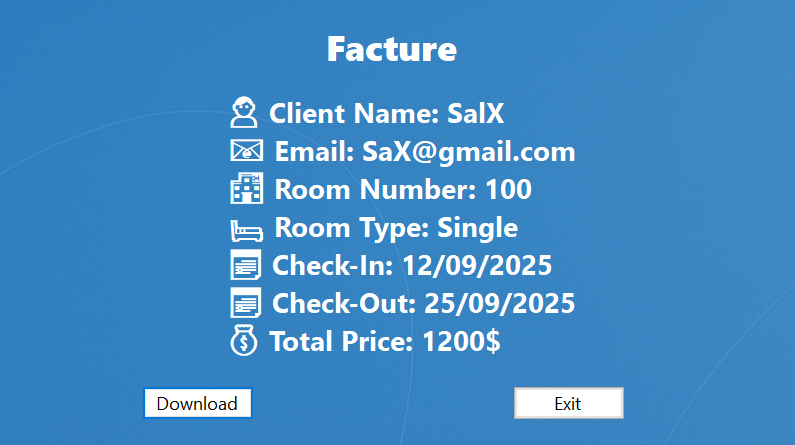 Facture
Client Name: SalX
Email: SaX@gmail.com
Room Number: 100
Room Type: Single
Check-In: 12/09/2025
Check-Out: 25/09/2025
Total Price: 1200$
Download
Exit